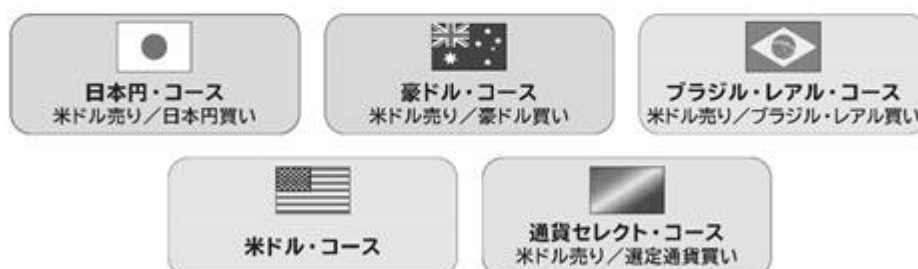 日本円・コース
米ドル売り／日本円買い
豪ドル・コース
米ドル売り／豪ドル買い
ブラジル・レアル・コース
米ドル売り／ブラジル・レアル買い
米ドル・コース
通貨セレクト・コース
米ドル売り／選定通貨買い